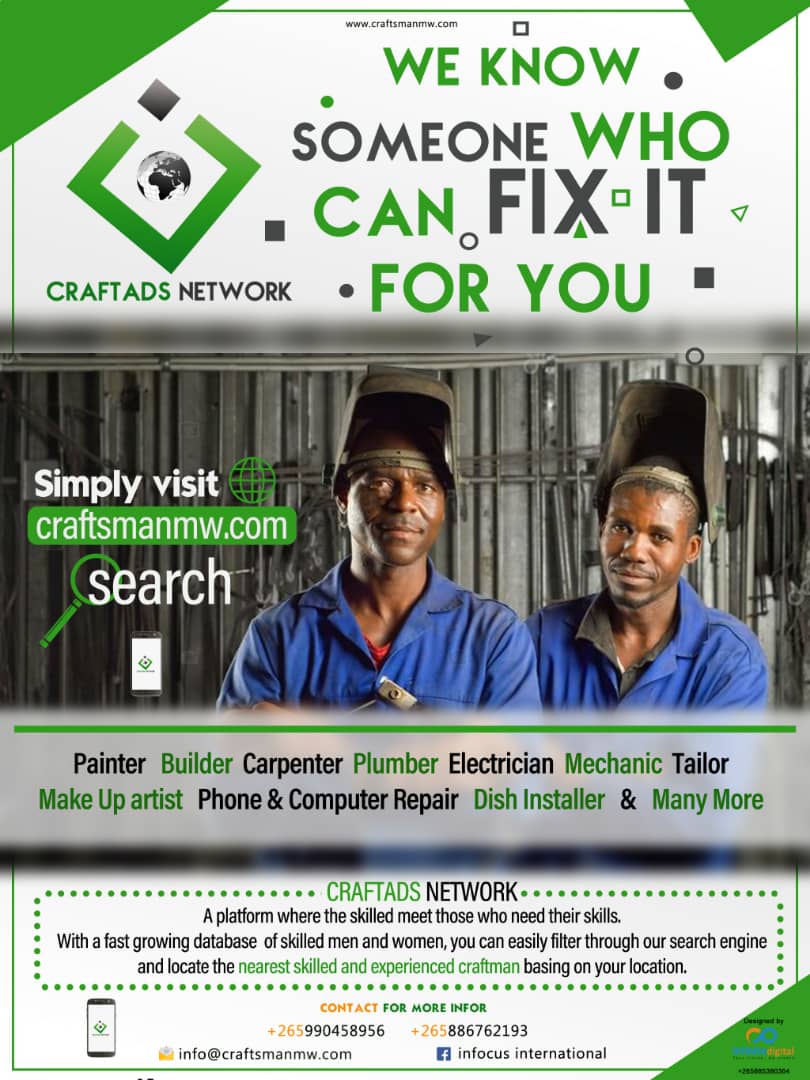 www.craftsmanmw.com
WE KNOW
SOMEONE WHO
CAN FIX IT
FOR YOU
CRAFTADS NETWORK
Simply visit
craftsmanmw.com
search
Painter Builder Carpenter Plumber Electrician Mechanic Tailor
Make Up artist Phone & Computer Repair Dish Installer & Many More
CRAFTADS NETWORK
A platform where the skilled meet those who need their skills.
With a fast growing database of skilled men and women, you can easily filter through our search engine
and locate the nearest skilled and experienced craftman basing on your location.
CONTACT FOR MORE INFOR
+265990458956 +265886762193
info@craftsmanmw.com infocus international
Designed by
digital